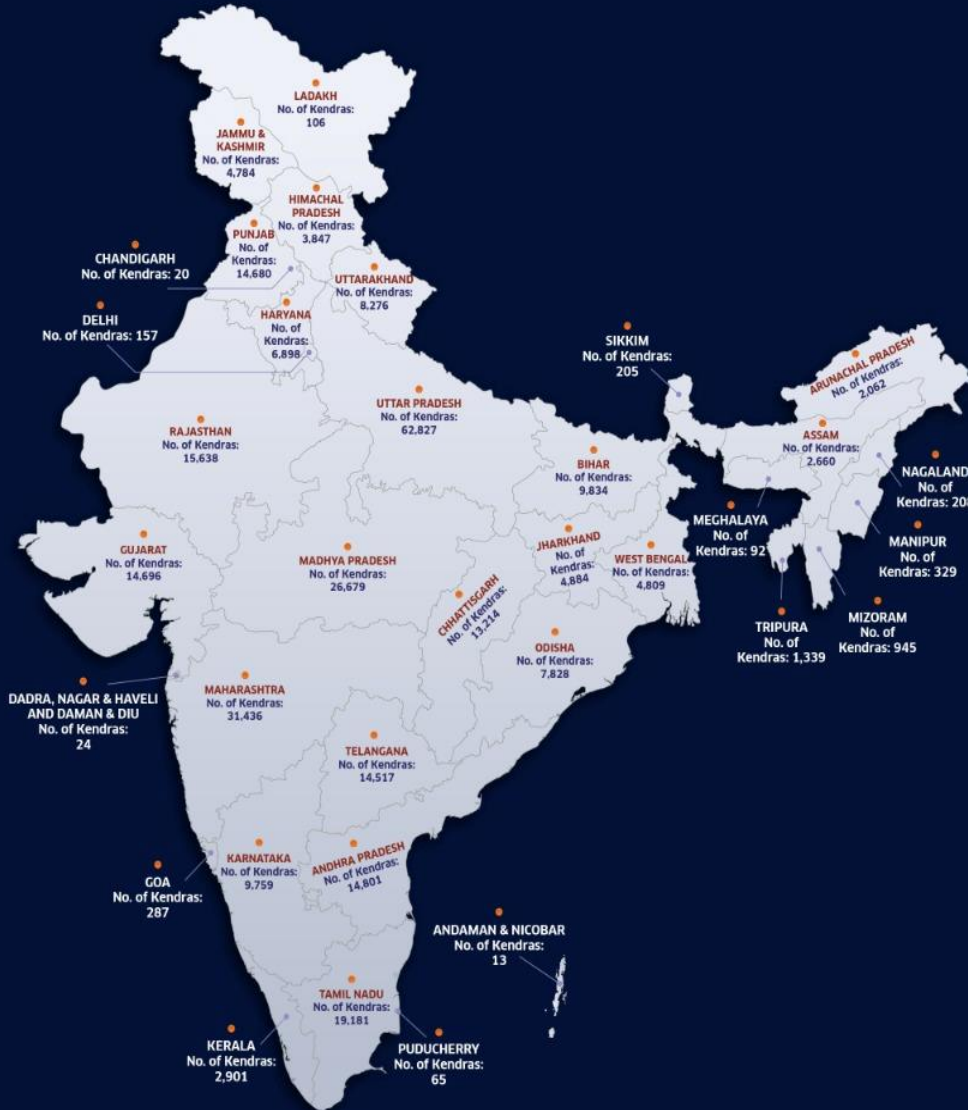 LADAKH
No. of Kendras:
106
JAMMU &
KASHMIR
No. of Kendras:
4,784
HIMACHAL
PRADESH
No. of Kendras:
3,847
PUNJAB
No. of
Kendras:
14,680
CHANDIGARH
No. of Kendras: 20
UTTARAKHAND
No. of Kendras:
8,276
DELHI
No. of Kendras: 157
HARYANA
No. of
Kendras:
6,898
SIKKIM
No. of Kendras:
205
ARUNACHAL PRADESH
No. of Kendras:
2,062
UTTAR PRADESH
No. of Kendras:
62,827
RAJASTHAN
No. of Kendras:
15,638
ASSAM
No. of Kendras:
2,660
BIHAR
No. of Kendras:
9,834
NAGALAND
No. of
Kendras: 208
MEGHALAYA
No. of
Kendras: 92
MANIPUR
No. of
Kendras: 329
GUJARAT
No. of Kendras:
14,696
MADHYA PRADESH
No. of Kendras:
26,679
JHARKHAND
No. of
Kendras:
4,884
WEST BENGAL
No. of Kendras:
4,809
CHHATTISGARH
No. of Kendras:
13,214
TRIPURA
No. of
Kendras: 1,339
MIZORAM
No. of
Kendras: 945
ODISHA
No. of Kendras:
7,828
DADRA, NAGAR & HAVELI
AND DAMAN & DIU
No. of Kendras:
24
MAHARASHTRA
No. of Kendras:
31,436
TELANGANA
No. of Kendras:
14,517
KARNATAKA
No. of Kendras:
9,759
ANDHRA PRADESH
No. of Kendras:
14,801
GOA
No. of Kendras:
287
ANDAMAN & NICOBAR
No. of Kendras:
13
TAMIL NADU
No. of Kendras:
19,181
KERALA
No. of Kendras:
2,901
PUDUCHERRY
No. of Kendras:
65